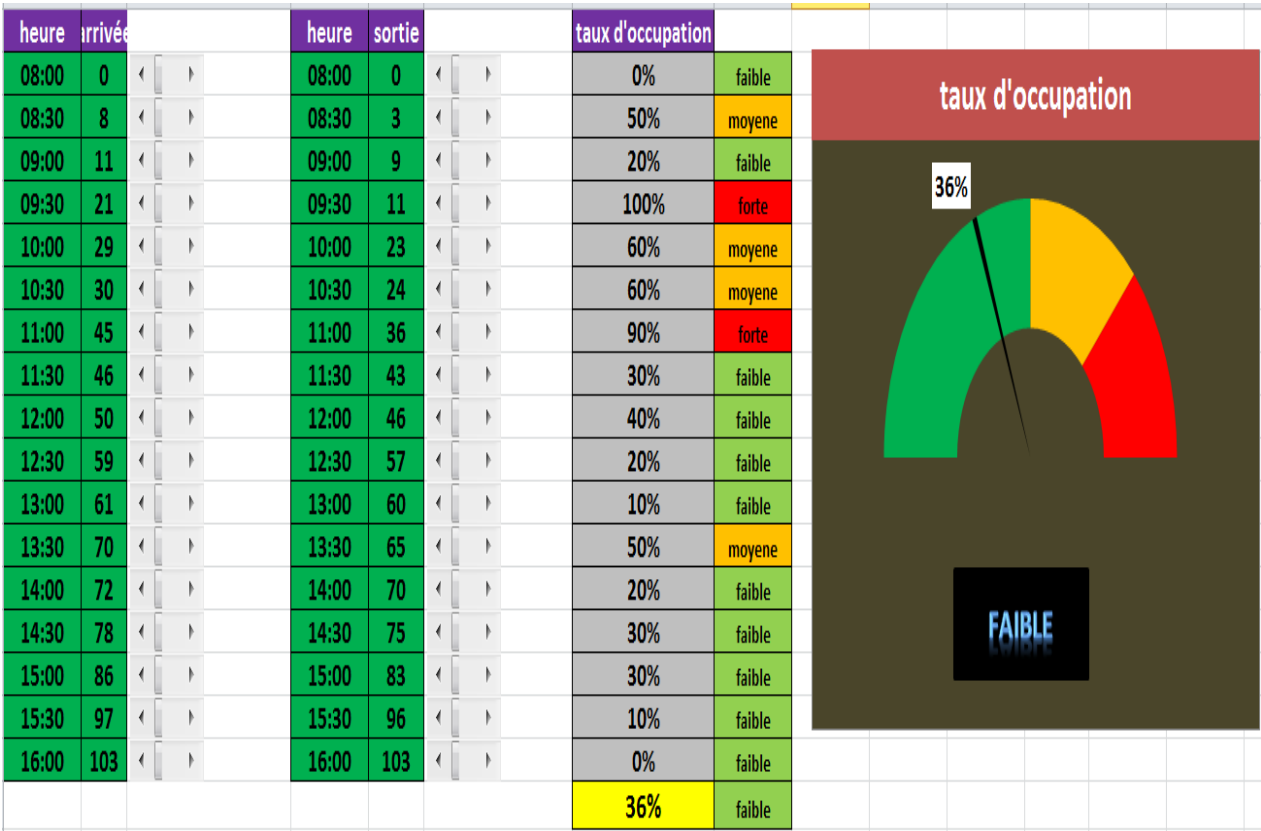 heure arrivée heure sortie taux d'occupation
08:00 0 08:00 0 0% faible
08:30 8 08:30 3 50% moyene
09:00 11 09:00 9 20% faible
09:30 21 09:30 11 100% forte
10:00 29 10:00 23 60% moyene
10:30 30 10:30 24 60% moyene
11:00 45 11:00 36 90% forte
11:30 46 11:30 43 30% faible
12:00 50 12:00 46 40% faible
12:30 59 12:30 57 20% faible
13:00 61 13:00 60 10% faible
13:30 70 13:30 65 50% moyene
14:00 72 14:00 70 20% faible
14:30 78 14:30 75 30% faible
15:00 86 15:00 83 30% faible
15:30 97 15:30 96 10% faible
16:00 103 16:00 103 0% faible
36% faible
taux d'occupation
36%
FAIBLE